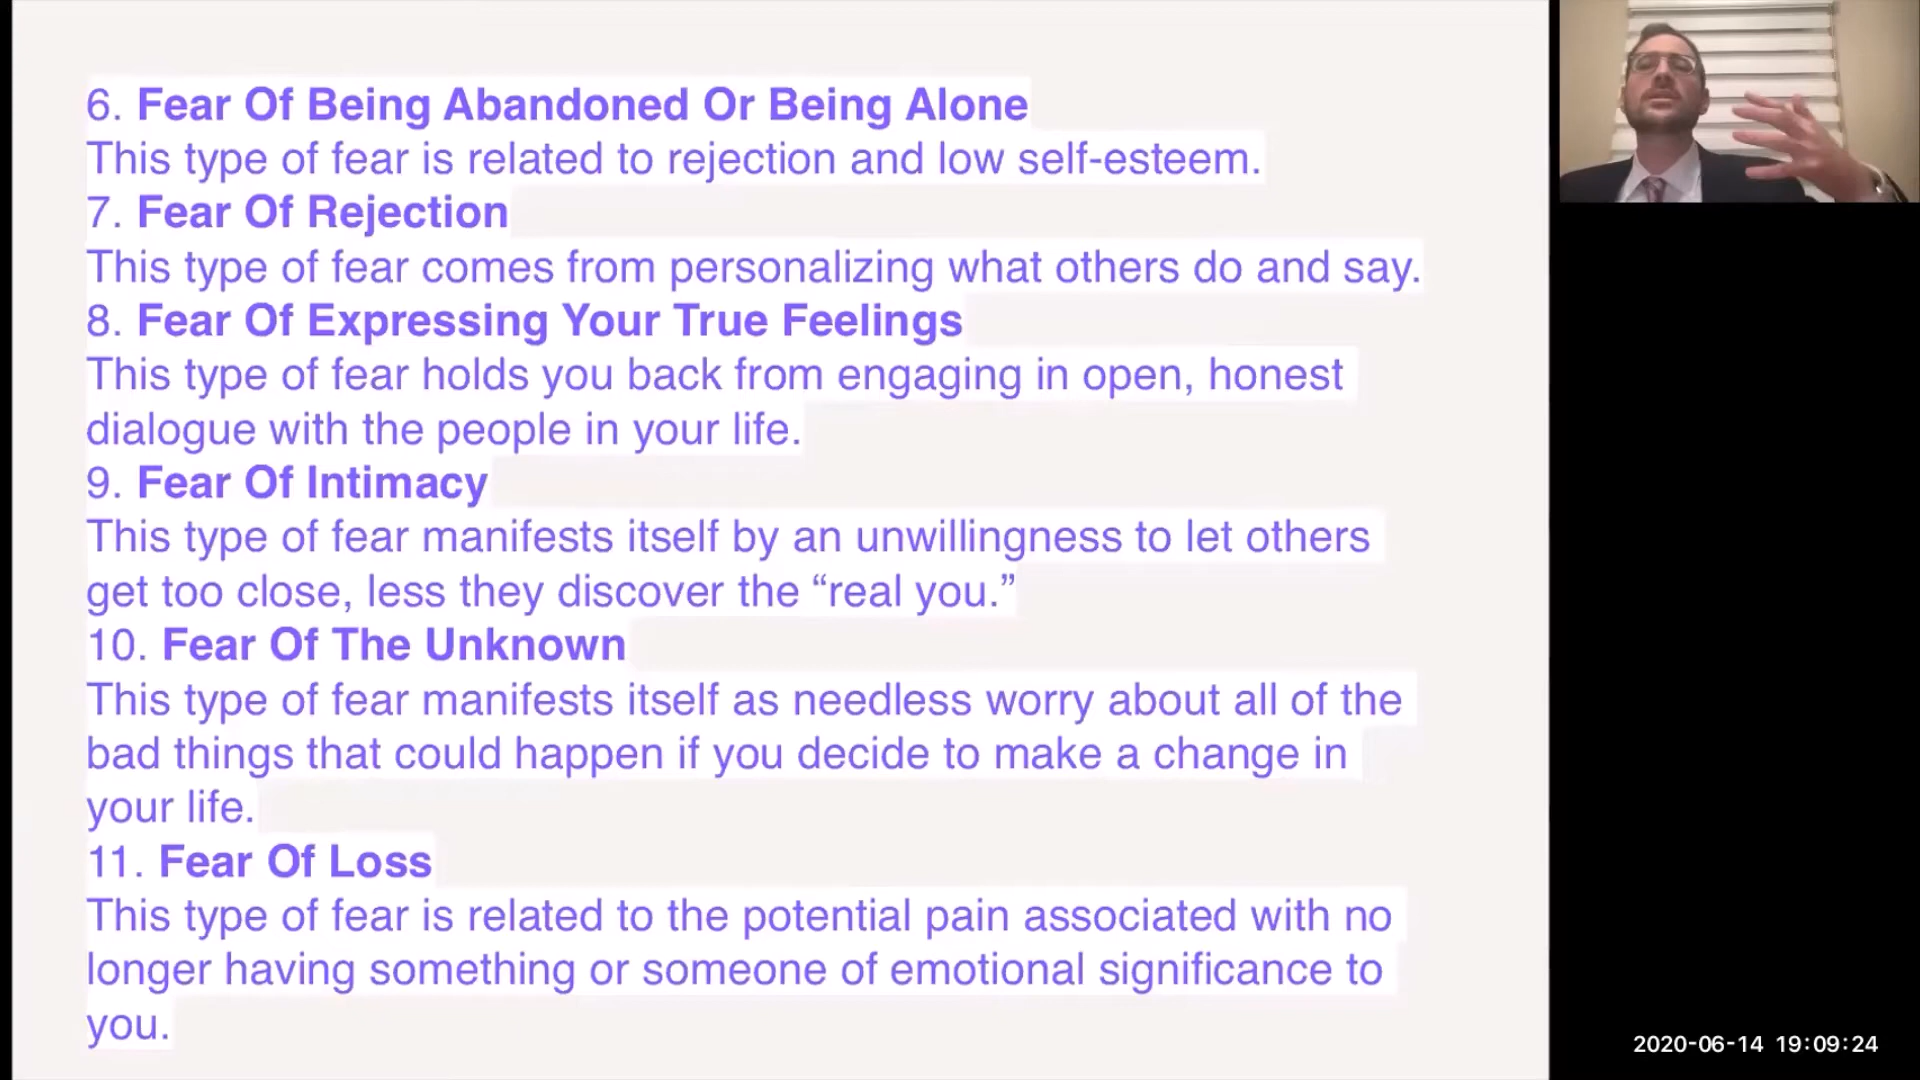 6. Fear Of Being Abandoned Or Being Alone
This type of fear is related to rejection and low self-esteem.
7. Fear Of Rejection
This type of fear comes from personalizing what others do and say.
8. Fear Of Expressing Your True Feelings
This type of fear holds you back from engaging in open, honest
dialogue with the people in your life.
9. Fear Of Intimacy
This type of fear manifests itself by an unwillingness to let others
get too close, less they discover the “real you.”
10. Fear Of The Unknown
This type of fear manifests itself as needless worry about all of the
bad things that could happen if you decide to make a change in
your life.
11. Fear Of Loss
This type of fear is related to the potential pain associated with no
longer having something or someone of emotional significance to
you.
2020-06-14 19:09:24